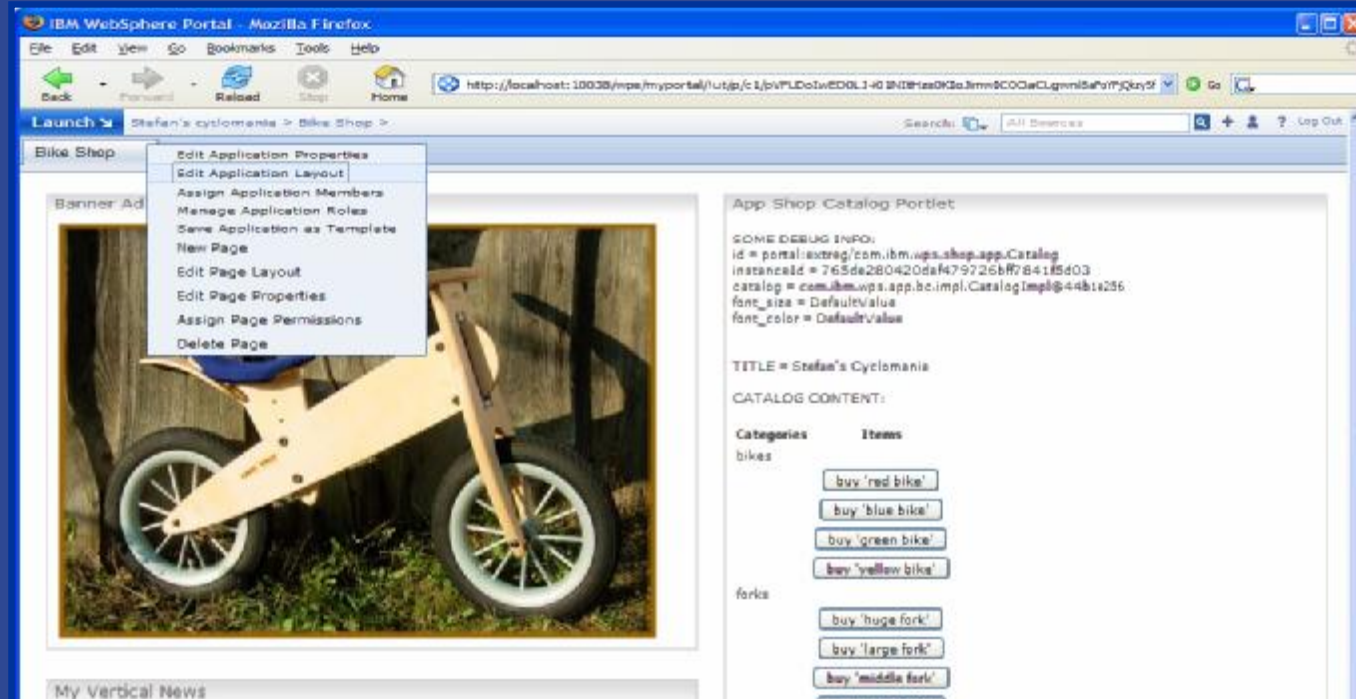 IBM WebSphere Portal - Mozilla Firefox
File Edit View Go Bookmarks Tools Help
Back Forward Reload Stop Home
Go
Launch Stefan's cyclomania > Bike Shop > Search: All Sources ? Log Out
Bike Shop
Edit Application Properties
Edit Application Layout
Assign Application Members
Manage Application Roles
Save Application as Template
New Page
Edit Page Layout
Edit Page Properties
Assign Page Permissions
Delete Page
Banner Ad
My Vertical News
App Shop Catalog Portlet
SOME DEBUG INFO:
id = portal:extreg/com.ibm.wps.shop.app.Catalog
instanceId = 765de280420daf479726bff7841f5d03
catalog = com.ibm.wps.app.bc.impl.CatalogImpl@44b1e256
font_size = DefaultValue
font_color = DefaultValue
TITLE = Stefan's Cyclomania
CATALOG CONTENT:
Categories Items
bikes
buy 'red bike'
buy 'blue bike'
buy 'green bike'
buy 'yellow bike'
forks
buy 'huge fork'
buy 'large fork'
buy 'middle fork'